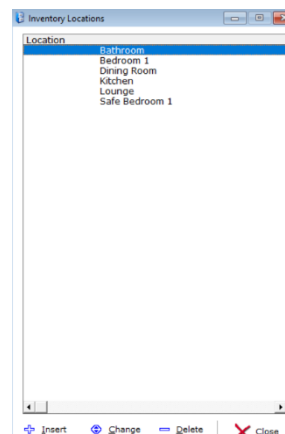 Inventory Locations
Location
Bathroom
Bedroom 1
Dining Room
Kitchen
Lounge
Safe Bedroom 1
Insert Change Delete Close